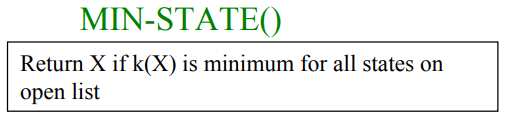 MIN-STATE()
Return X if k(X) is minimum for all states on
open list